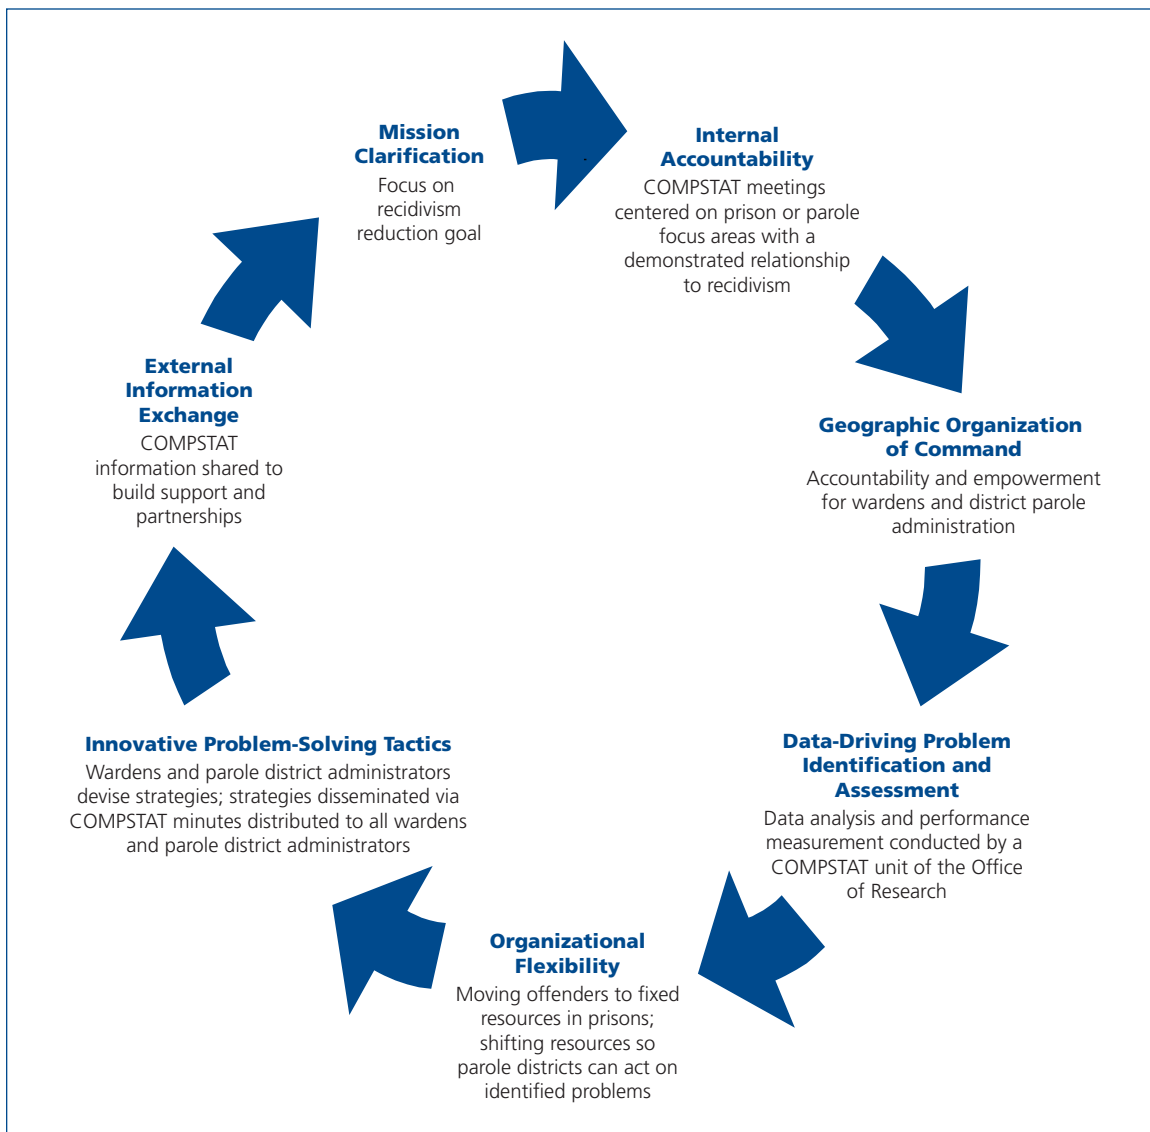 Mission
Clarification
Focus on
recidivism
reduction goal
Internal
Accountability
COMPSTAT meetings
centered on prison or parole
focus areas with a
demonstrated relationship
to recidivism
Geographic Organization
of Command
Accountability and empowerment
for wardens and district parole
administration
Data-Driving Problem
Identification and
Assessment
Data analysis and performance
measurement conducted by a
COMPSTAT unit of the Office
of Research
Organizational
Flexibility
Moving offenders to fixed
resources in prisons;
shifting resources so
parole districts can act on
identified problems
Innovative Problem-Solving Tactics
Wardens and parole district administrators
devise strategies; strategies disseminated via
COMPSTAT minutes distributed to all wardens
and parole district administrators
External
Information
Exchange
COMPSTAT
information shared to
build support and
partnerships